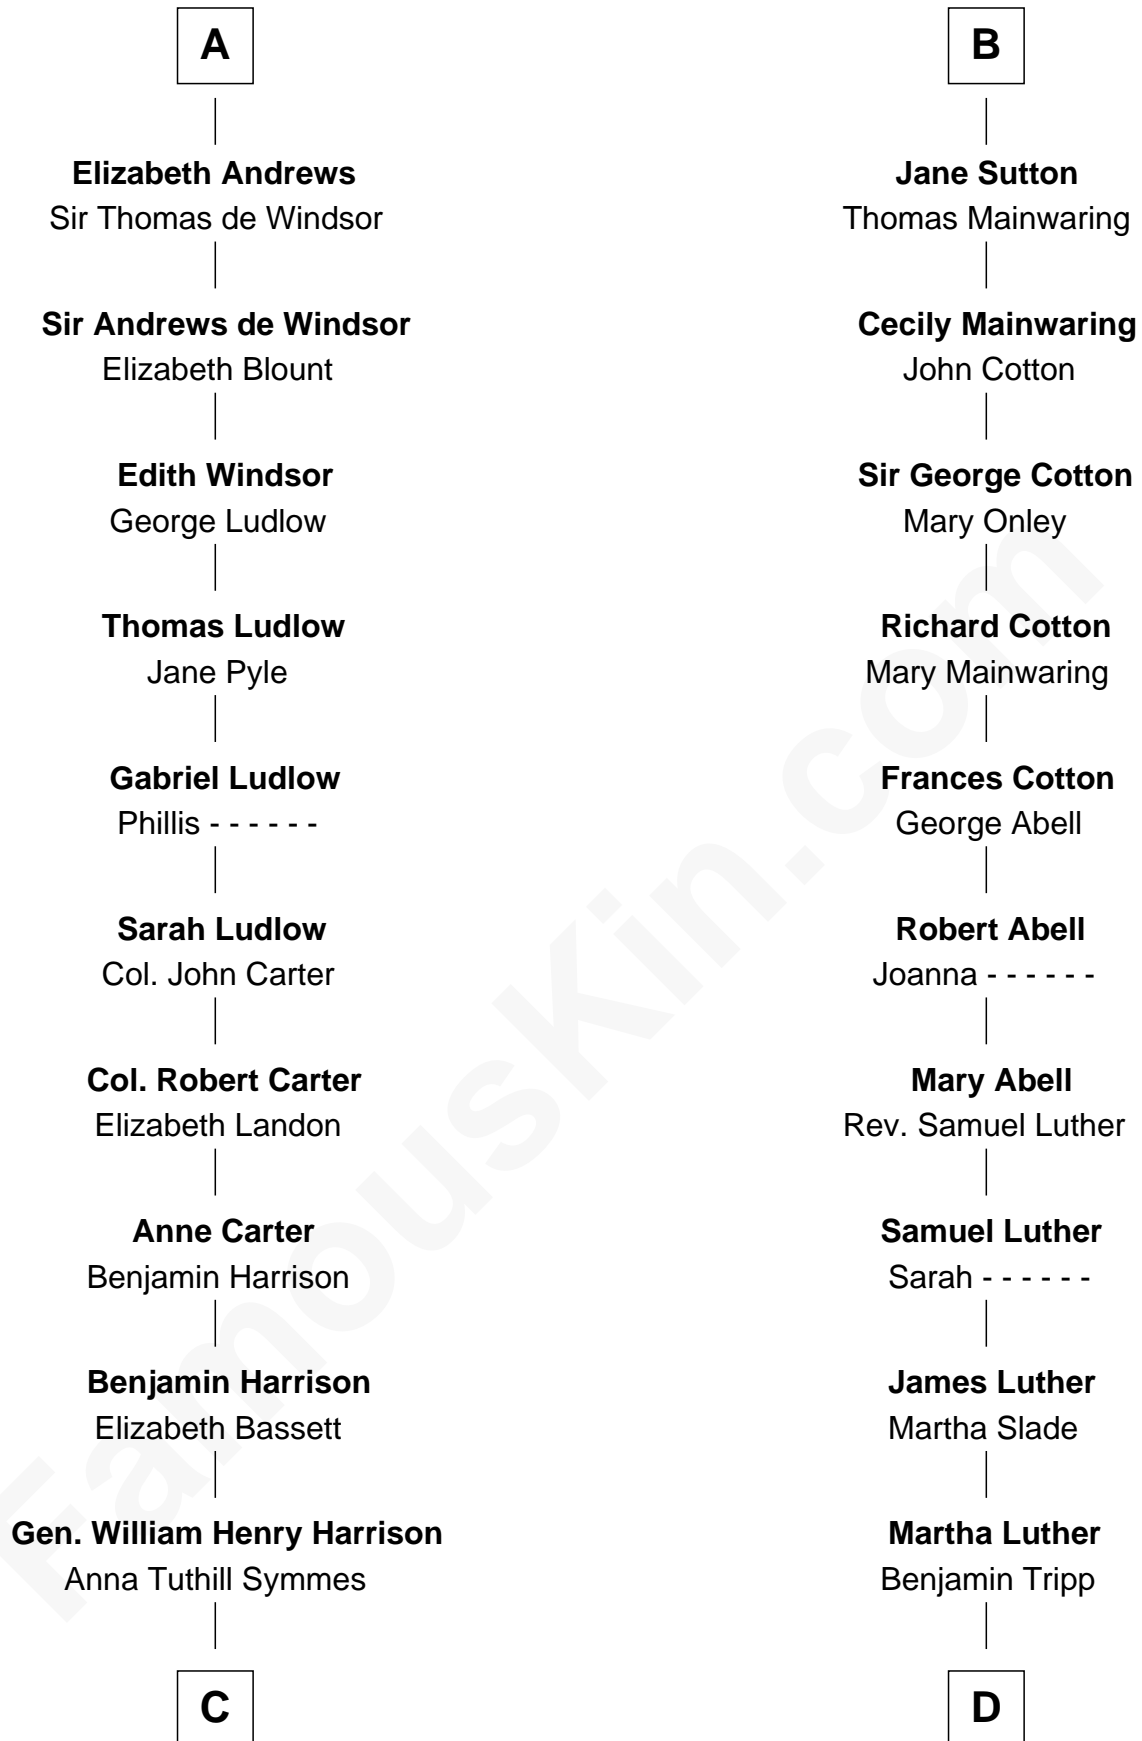 A
Elizabeth Andrews
Sir Thomas de Windsor
Sir Andrews de Windsor
Elizabeth Blount
Edith Windsor
George Ludlow
Thomas Ludlow
Jane Pyle
Gabriel Ludlow
Phillis - - - - - -
Sarah Ludlow
Col. John Carter
Col. Robert Carter
Elizabeth Landon
Anne Carter
Benjamin Harrison
Benjamin Harrison
Elizabeth Bassett
Gen. William Henry Harrison
Anna Tuthill Symmes
C
B
Jane Sutton
Thomas Mainwaring
Cecily Mainwaring
John Cotton
Sir George Cotton
Mary Onley
Richard Cotton
Mary Mainwaring
Frances Cotton
George Abell
Robert Abell
Joanna - - - - - -
Mary Abell
Rev. Samuel Luther
Samuel Luther
Sarah - - - - - -
James Luther
Martha Slade
Martha Luther
Benjamin Tripp
D
FamousKin.com